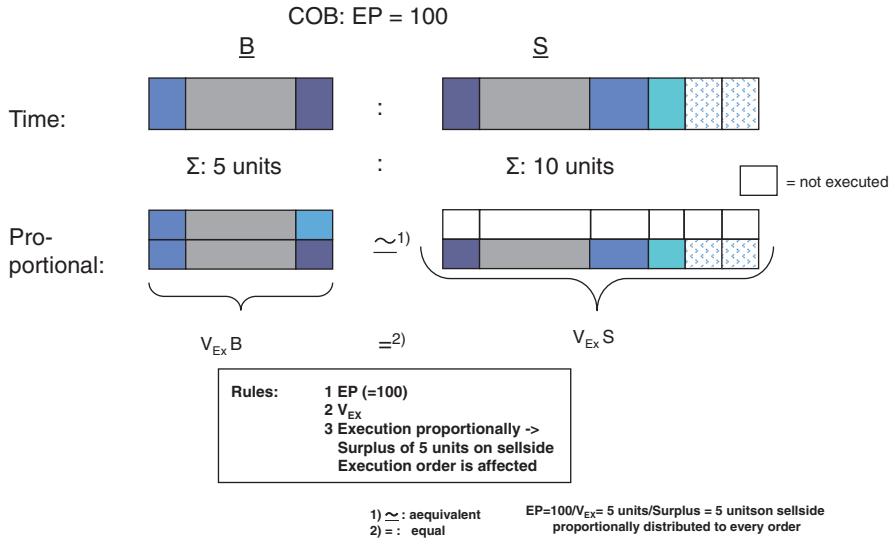 COB: EP = 100
B
S
Time:
:
Σ: 5 units
:
Σ: 10 units
= not executed
Pro-
portional:
≃1)
VEx B
=2)
VEx S
Rules: 1 EP (=100)
2 VEX
3 Execution proportionally ->
Surplus of 5 units on sellside
Execution order is affected
1) ≃ : aequivalent
2) = : equal
EP=100/VEX= 5 units/Surplus = 5 unitson sellside
proportionally distributed to every order